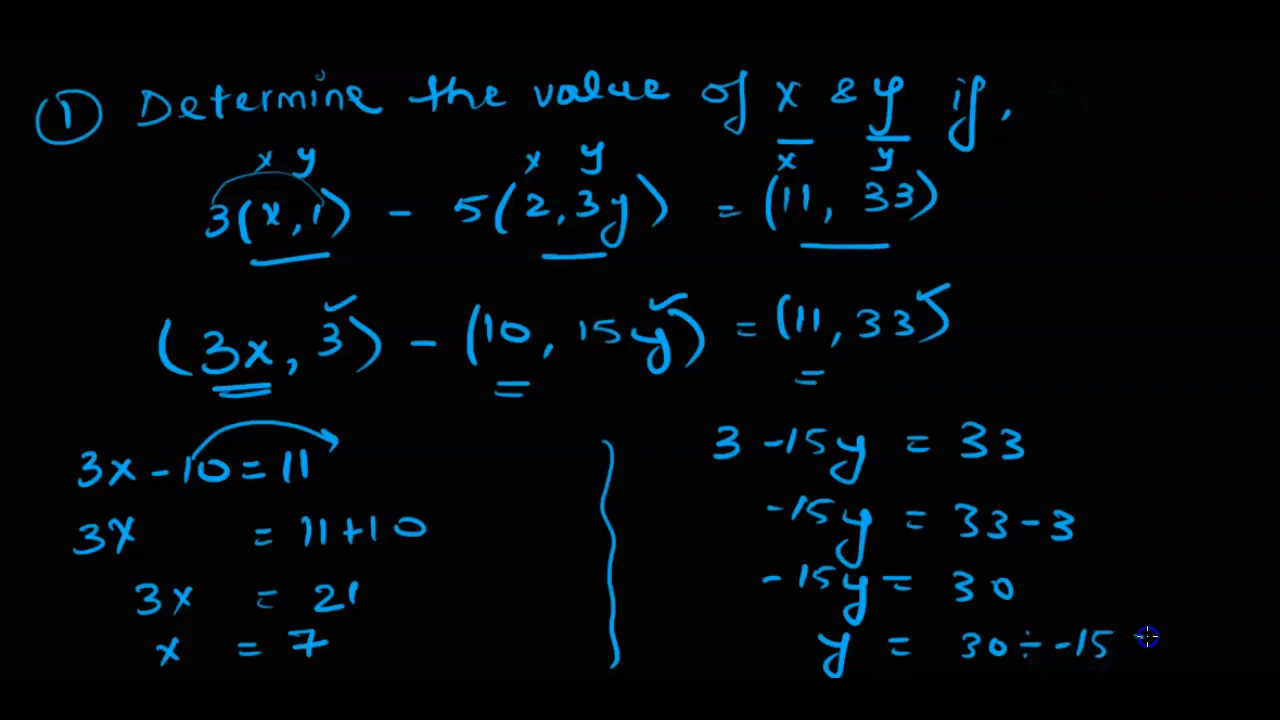 ① Determine the value of x & y if,
x y x y x y
3(x, 1) - 5(2, 3y) = (11, 33)
(3x, 3) - (10, 15y) = (11, 33)
3x - 10 = 11
3x = 11 + 10
3x = 21
x = 7
3 - 15y = 33
-15y = 33 - 3
-15y = 30
y = 30 ÷ -15